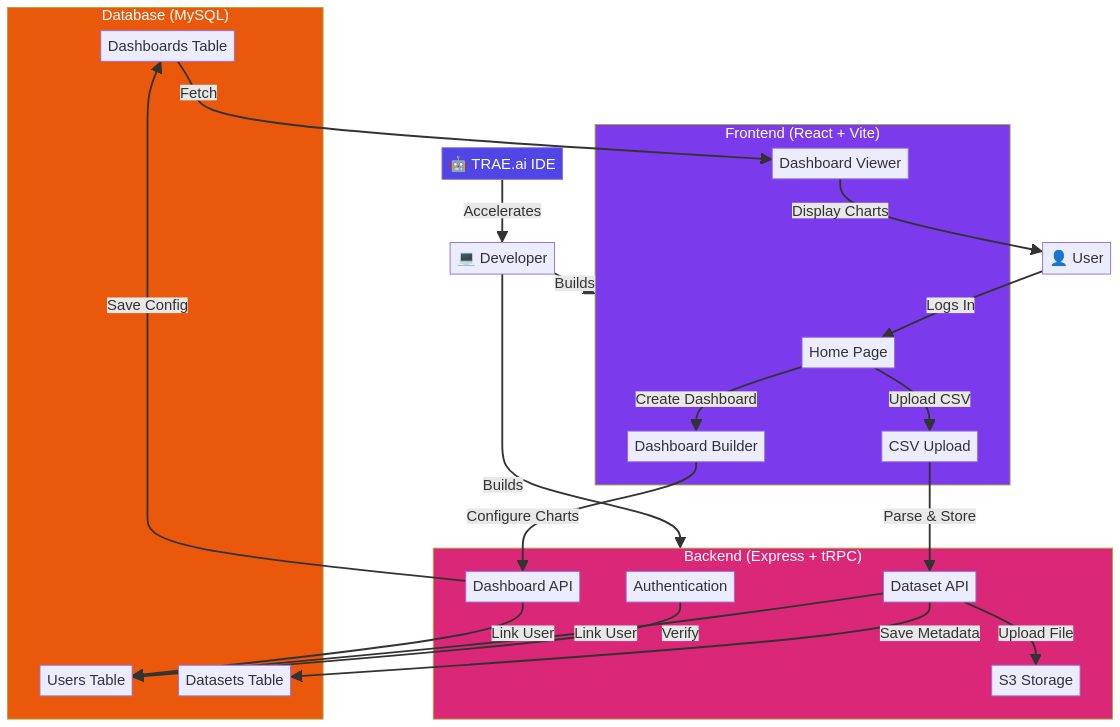 Database (MySQL)
Dashboards Table
Fetch
Frontend (React + Vite)
🤖 TRAE.ai IDE
Dashboard Viewer
Accelerates
Display Charts
💻 Developer
👤 User
Builds
Save Config
Logs In
Home Page
Create Dashboard
Upload CSV
Dashboard Builder
CSV Upload
Builds
Configure Charts
Parse & Store
Backend (Express + tRPC)
Dashboard API
Authentication
Dataset API
Link User
Link User
Verify
Save Metadata
Upload File
Users Table
Datasets Table
S3 Storage